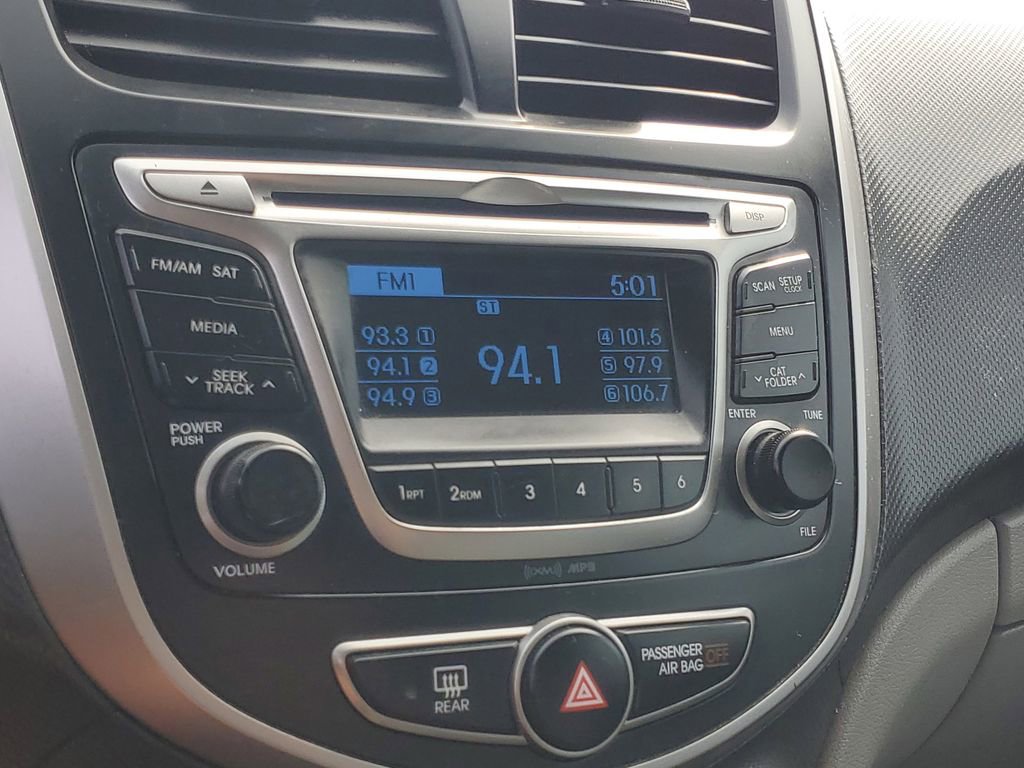 DISP
FM/AM SAT
MEDIA
SEEK
TRACK
POWER
PUSH
VOLUME
FM1 5:01
ST
93.3 1
94.1 2
94.9 3
94.1
4 101.5
5 97.9
6 106.7
1RPT 2RDM 3 4 5 6
SCAN SETUP
CLOCK
MENU
CAT
FOLDER
ENTER TUNE
FILE
((XM)) MP3
REAR
PASSENGER
AIR BAG OFF